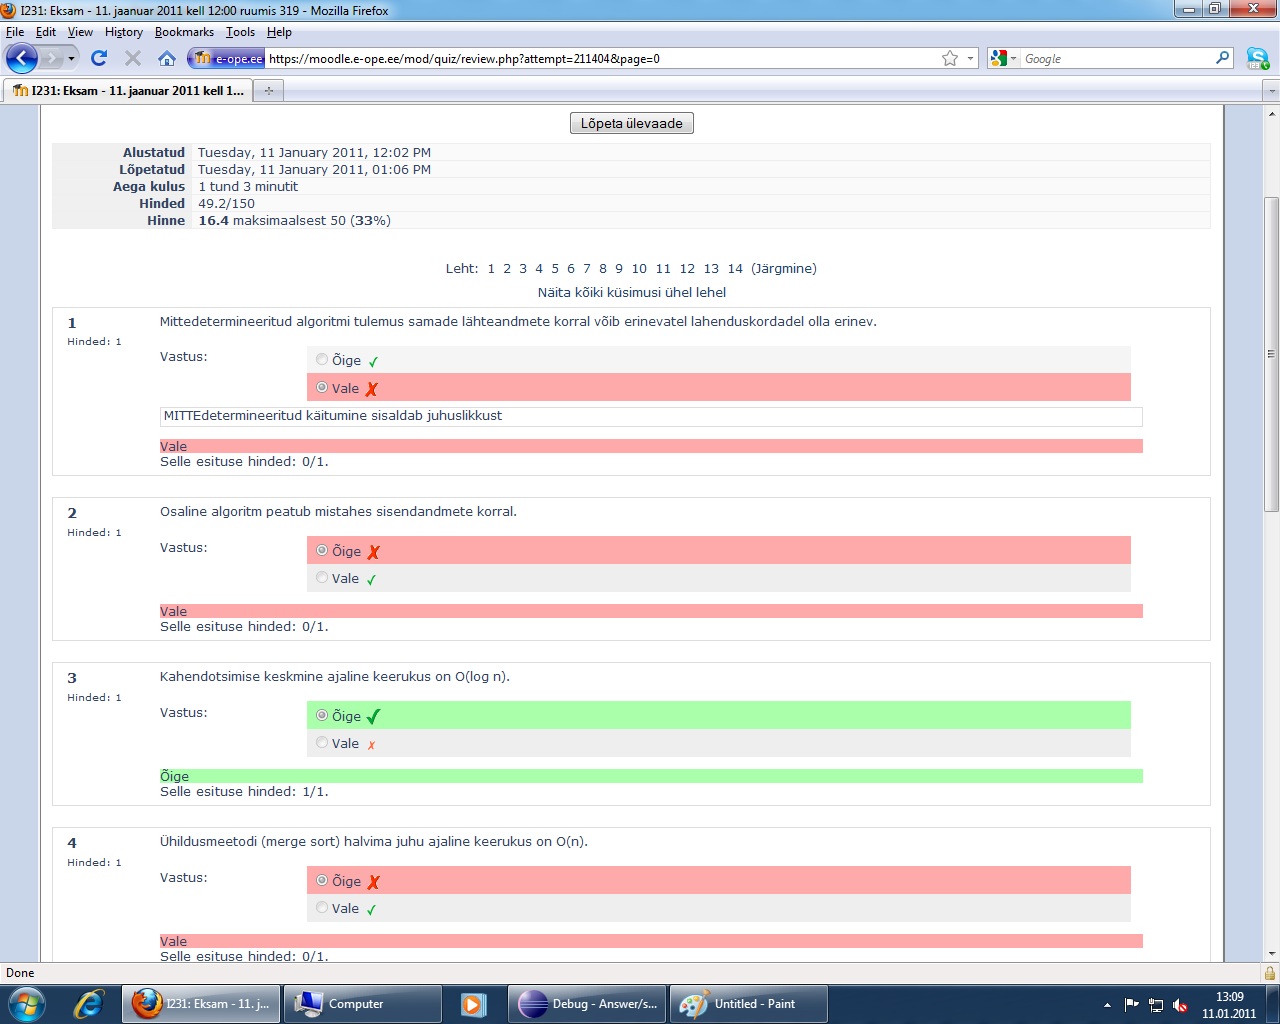 I231: Eksam - 11. jaanuar 2011 kell 12:00 ruumis 319 - Mozilla Firefox
File Edit View History Bookmarks Tools Help
e-ope.ee https://moodle.e-ope.ee/mod/quiz/review.php?attempt=211404&page=0 Google
I231: Eksam - 11. jaanuar 2011 kell 1...
Lõpeta ülevaade
Alustatud Tuesday, 11 January 2011, 12:02 PM
Lõpetatud Tuesday, 11 January 2011, 01:06 PM
Aega kulus 1 tund 3 minutit
Hinded 49.2/150
Hinne 16.4 maksimaalsest 50 (33%)
Leht: 1 2 3 4 5 6 7 8 9 10 11 12 13 14 (Järgmine)
Näita kõiki küsimusi ühel lehel
1 Mittedetermineeritud algoritmi tulemus samade lähteandmete korral võib erinevatel lahenduskordadel olla erinev.
Hinded: 1
Vastus: Õige
Vale
MITTEdetermineeritud käitumine sisaldab juhuslikkust
Vale
Selle esituse hinded: 0/1.
2 Osaline algoritm peatub mistahes sisendandmete korral.
Hinded: 1
Vastus: Õige
Vale
Vale
Selle esituse hinded: 0/1.
3 Kahendotsimise keskmine ajaline keerukus on O(log n).
Hinded: 1
Vastus: Õige
Vale
Õige
Selle esituse hinded: 1/1.
4 Ühildusmeetodi (merge sort) halvima juhu ajaline keerukus on O(n).
Hinded: 1
Vastus: Õige
Vale
Vale
Selle esituse hinded: 0/1.
Done
I231: Eksam - 11. j... Computer Debug - Answer/s... Untitled - Paint 13:09
11.01.2011